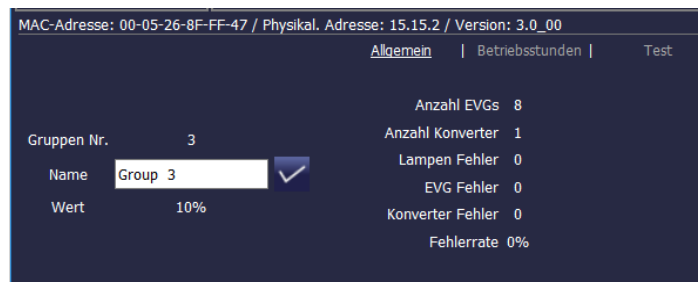 MAC-Adresse: 00-05-26-8F-FF-47 / Physikal. Adresse: 15.15.2 / Version: 3.0_00
Allgemein | Betriebsstunden | Test
Anzahl EVGs 8
Gruppen Nr. 3
Anzahl Konverter 1
Name Group 3
Lampen Fehler 0
EVG Fehler 0
Wert 10%
Konverter Fehler 0
Fehlerrate 0%